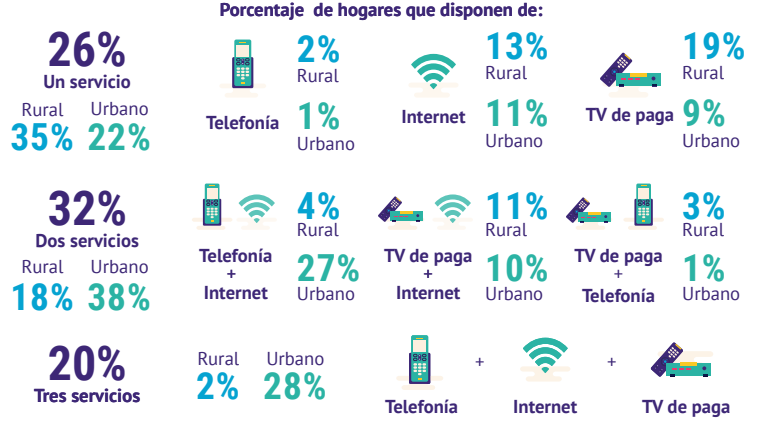 Porcentaje de hogares que disponen de:
26%
Un servicio
Rural Urbano
35% 22%
Telefonía
2%
Rural
1%
Urbano
Internet
13%
Rural
11%
Urbano
TV de paga
19%
Rural
9%
Urbano
32%
Dos servicios
Rural Urbano
18% 38%
Telefonía
+
Internet
4%
Rural
27%
Urbano
TV de paga
+
Internet
11%
Rural
10%
Urbano
TV de paga
+
Telefonía
3%
Rural
1%
Urbano
20%
Tres servicios
Rural Urbano
2% 28%
+ +
Telefonía Internet TV de paga